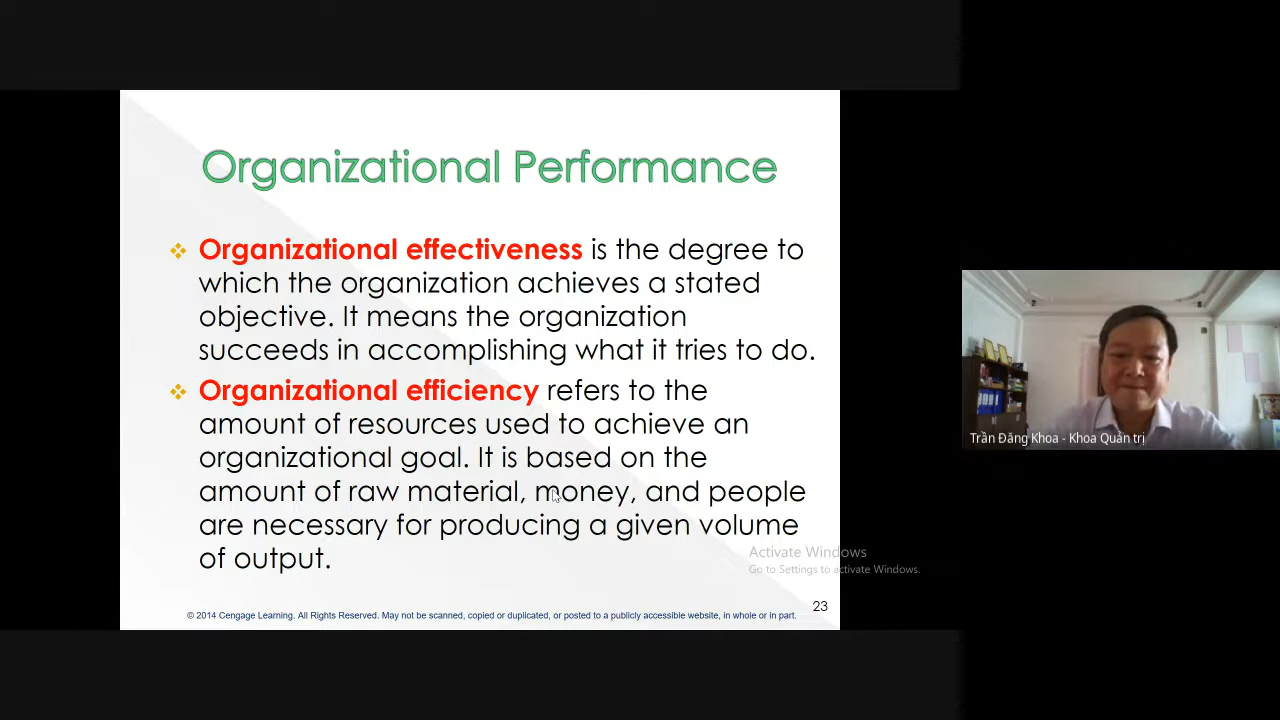 Organizational Performance
Organizational effectiveness is the degree to
which the organization achieves a stated
objective. It means the organization
succeeds in accomplishing what it tries to do.
Organizational efficiency refers to the
amount of resources used to achieve an
organizational goal. It is based on the
amount of raw material, money, and people
are necessary for producing a given volume
of output.
Activate Windows
Go to Settings to activate Windows.
23
© 2014 Cengage Learning. All Rights Reserved. May not be scanned, copied or duplicated, or posted to a publicly accessible website, in whole or in part.
Trần Đăng Khoa - Khoa Quản trị